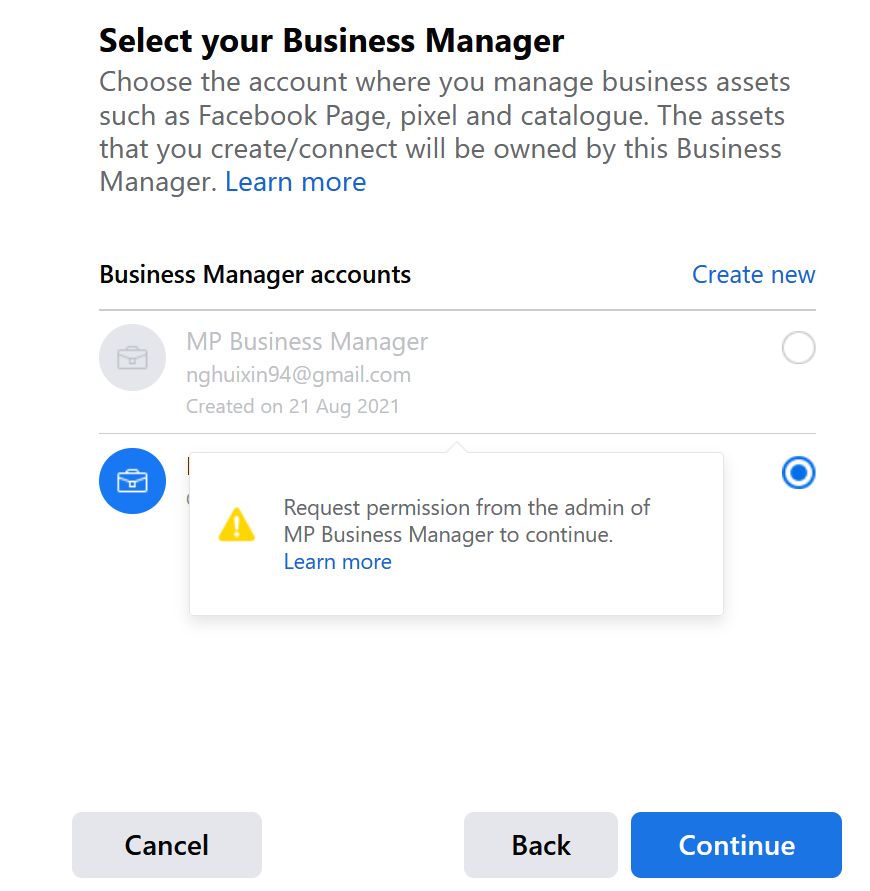 Select your Business Manager
Choose the account where you manage business assets
such as Facebook Page, pixel and catalogue. The assets
that you create/connect will be owned by this Business
Manager. Learn more
Business Manager accounts
Create new
MP Business Manager
nghuixin94@gmail.com
Created on 21 Aug 2021
Request permission from the admin of
MP Business Manager to continue.
Learn more
Cancel
Back
Continue